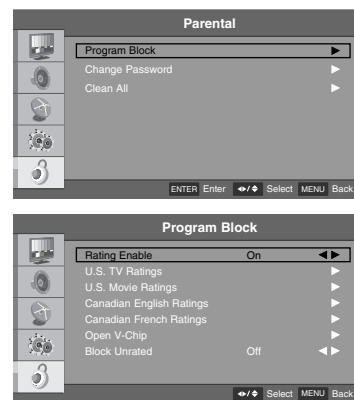 Parental
Program Block
Change Password
Clean All
ENTER Enter Select MENU Back
Program Block
Rating Enable On
U.S. TV Ratings
U.S. Movie Ratings
Canadian English Ratings
Canadian French Ratings
Open V-Chip
Block Unrated Off
Select MENU Back